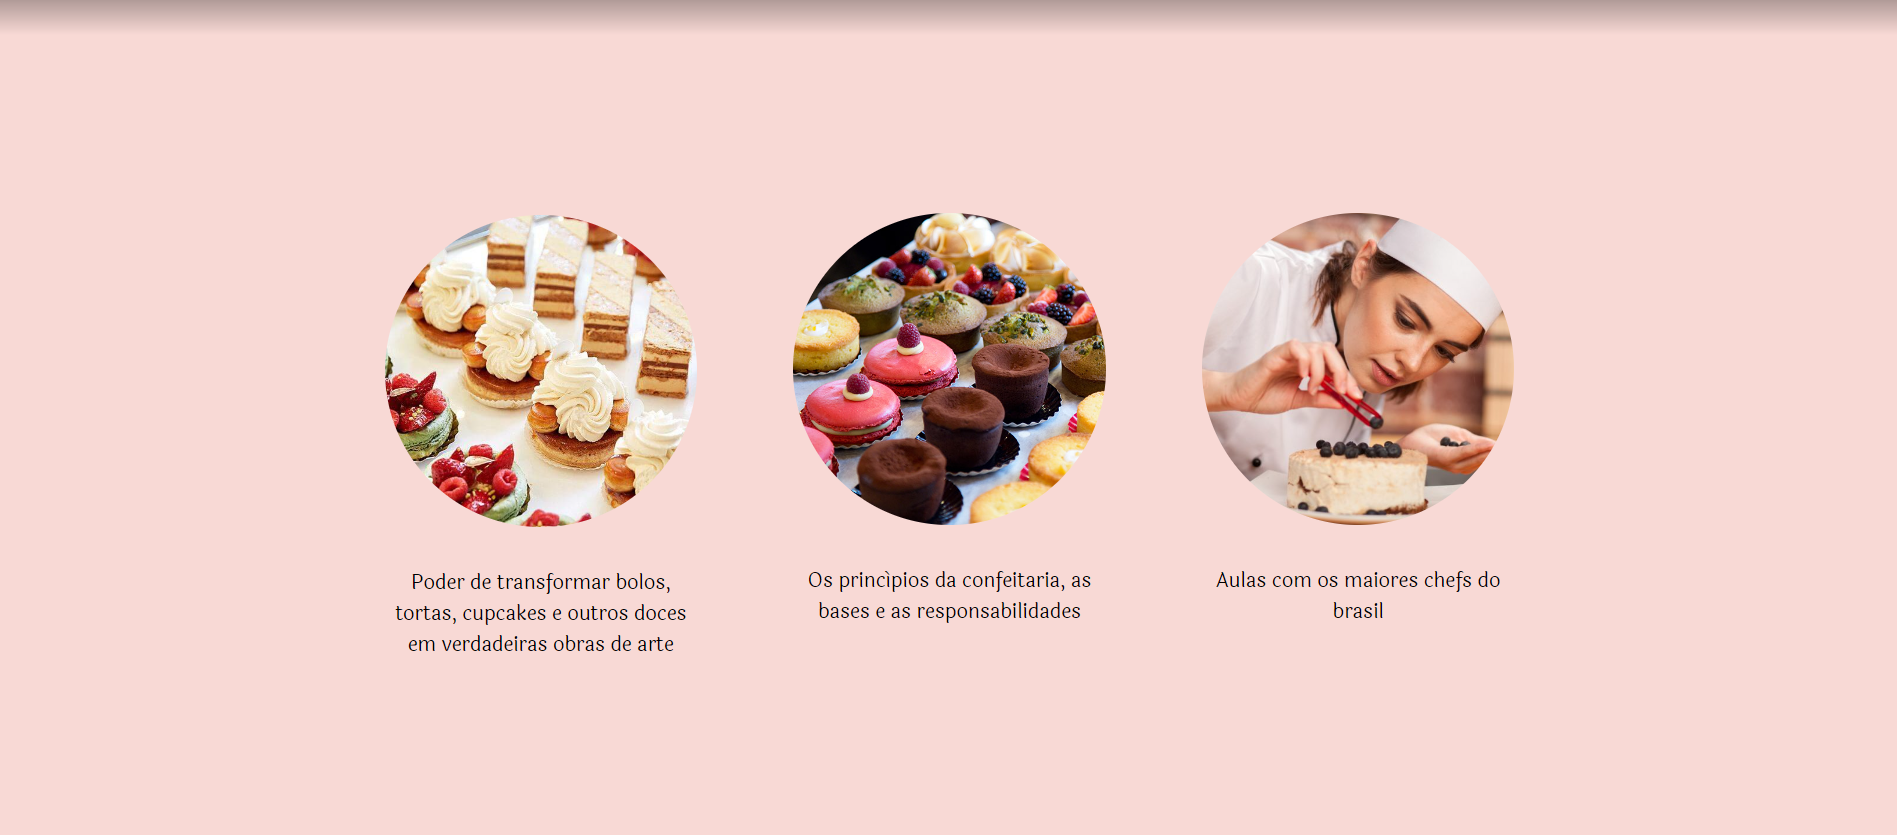 Poder de transformar bolos,
tortas, cupcakes e outros doces
em verdadeiras obras de arte
Os princìpios da confeitaria, as
bases e as responsabilidades
Aulas com os maiores chefs do
brasil